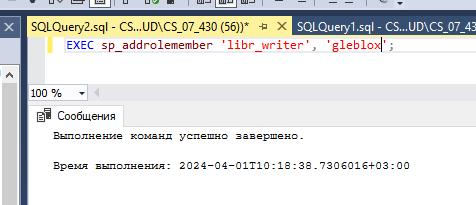 SQLQuery2.sql - CS...UD\CS_07_430 (56))*
SQLQuery1.sql - CS...UD\CS_07_43
EXEC sp_addrolemember 'libr_writer', 'gleblox';
100 %
Сообщения
Выполнение команд успешно завершено.
Время выполнения: 2024-04-01T10:18:38.7306016+03:00